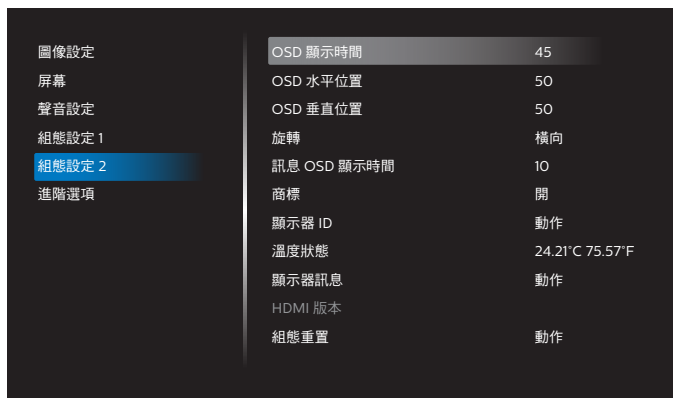 圖像設定
屏幕
聲音設定
組態設定 1
組態設定 2
進階選項
OSD 顯示時間 45
OSD 水平位置 50
OSD 垂直位置 50
旋轉 橫向
訊息 OSD 顯示時間 10
商標 開
顯示器 ID 動作
溫度狀態 24.21°C 75.57°F
顯示器訊息 動作
HDMI 版本
組態重置 動作